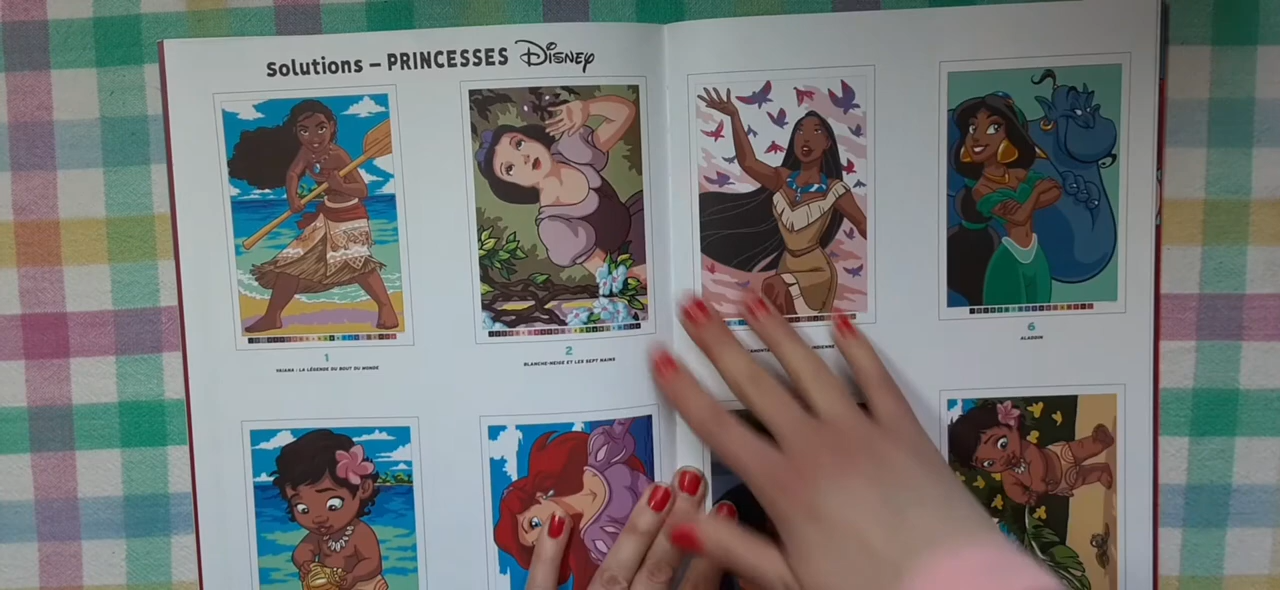 Solutions – PRINCESSES Disney
1
VAIANA : LA LÉGENDE DU BOUT DU MONDE
2
BLANCHE-NEIGE ET LES SEPT NAINS
INDIENNE
6
ALADDIN